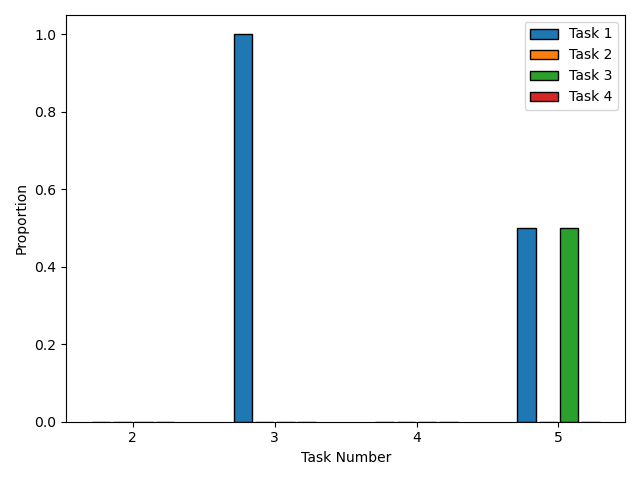 1.0
0.8
0.6
0.4
0.2
0.0
Proportion
2 3 4 5
Task Number
Task 1
Task 2
Task 3
Task 4